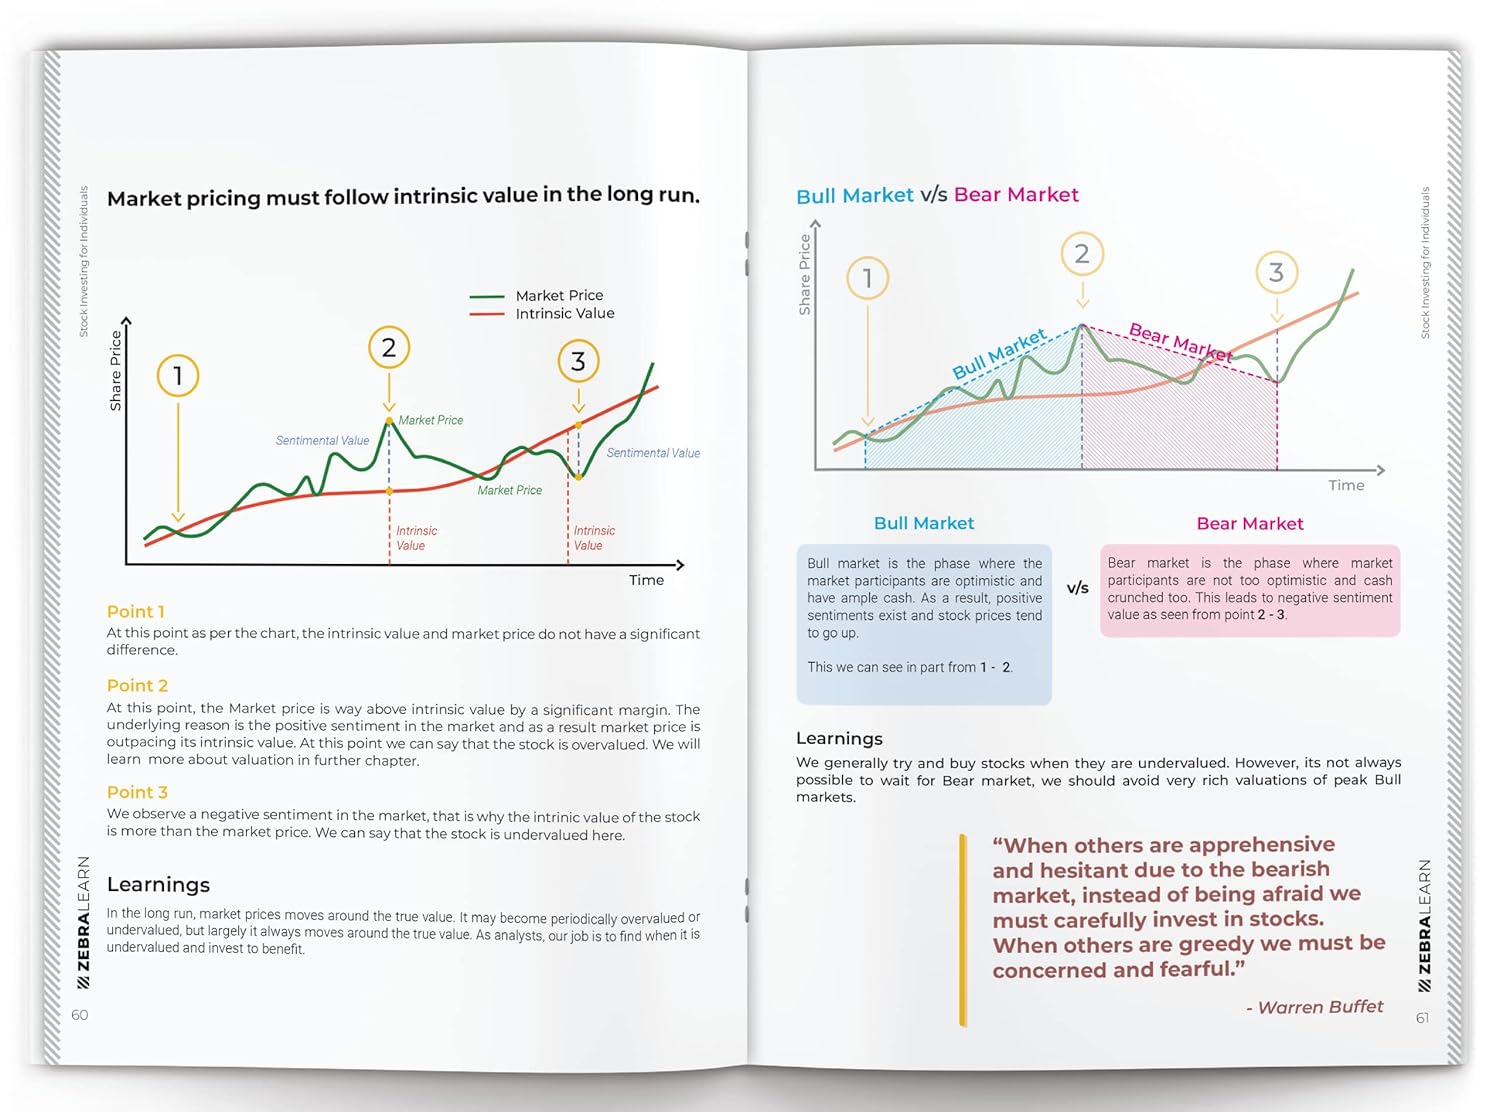 Stock Investing for Individuals
Market pricing must follow intrinsic value in the long run.
Market Price
Intrinsic Value
Share Price
1
2
3
Market Price
Sentimental Value
Sentimental Value
Market Price
Intrinsic
Value
Intrinsic
Value
Time
Point 1
At this point as per the chart, the intrinsic value and market price do not have a significant
difference.
Point 2
At this point, the Market price is way above intrinsic value by a significant margin. The
underlying reason is the positive sentiment in the market and as a result market price is
outpacing its intrinsic value. At this point we can say that the stock is overvalued. We will
learn more about valuation in further chapter.
Point 3
We observe a negative sentiment in the market, that is why the intrinic value of the stock
is more than the market price. We can say that the stock is undervalued here.
Learnings
In the long run, market prices moves around the true value. It may become periodically overvalued or
undervalued, but largely it always moves around the true value. As analysts, our job is to find when it is
undervalued and invest to benefit.
ZEBRALEARN
60
Bull Market v/s Bear Market
Share Price
1
2
3
Bull Market
Bear Market
Time
Bull Market
Bull market is the phase where the
market participants are optimistic and
have ample cash. As a result, positive
sentiments exist and stock prices tend
to go up.
This we can see in part from 1 - 2.
v/s
Bear Market
Bear market is the phase where market
participants are not too optimistic and cash
crunched too. This leads to negative sentiment
value as seen from point 2 - 3.
Learnings
We generally try and buy stocks when they are undervalued. However, its not always
possible to wait for Bear market, we should avoid very rich valuations of peak Bull
markets.
“When others are apprehensive
and hesitant due to the bearish
market, instead of being afraid we
must carefully invest in stocks.
When others are greedy we must be
concerned and fearful.”
- Warren Buffet
Stock Investing for Individuals
ZEBRALEARN
61